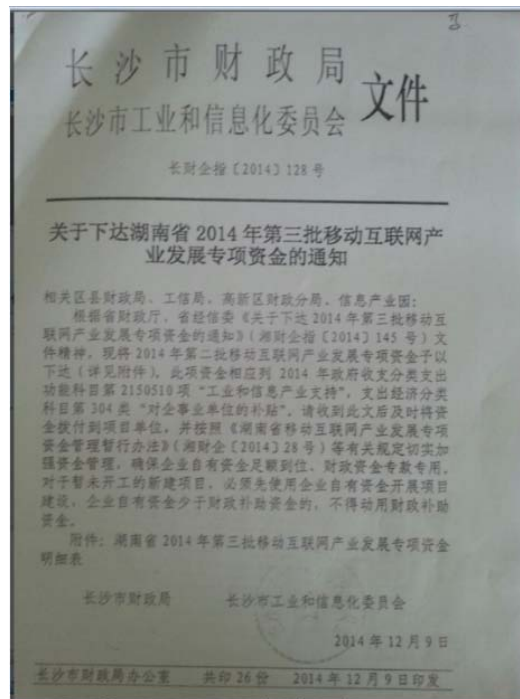 长沙市财政局
长沙市工业和信息化委员会
文件
长财企指〔2014〕128号
关于下达湖南省2014年第三批移动互联网产
业发展专项资金的通知
相关区县财政局、工信局、高新区财政分局、信息产业园：
根据省财政厅、省经信委《关于下达2014年第三批移动互
联网产业发展专项资金的通知》（湘财企指〔2014〕145号）文
件精神，现将2014年第二批移动互联网产业发展专项资金予以
下达（详见附件）。此项资金相应列2014年政府收支分类支出
功能科目第2150510项“工业和信息产业支持”，支出经济分类
科目第304类“对企事业单位的补贴”。请收到此文后及时将资
金拨付到项目单位，并按照《湖南省移动互联网产业发展专项
资金管理暂行办法》（湘财企〔2014〕28号）等有关规定切实加
强资金管理，确保企业自有资金足额到位、财政资金专款专用。
对于暂未开工的新建项目，必须先使用企业自有资金开展项目
建设，企业自有资金少于财政补助资金的，不得动用财政补助
资金。
附件：湖南省2014年第三批移动互联网产业发展专项资金
明细表
长沙市财政局 长沙市工业和信息化委员会
2014年12月9日
长沙市财政局办公室 共印26份 2014年12月9日印发